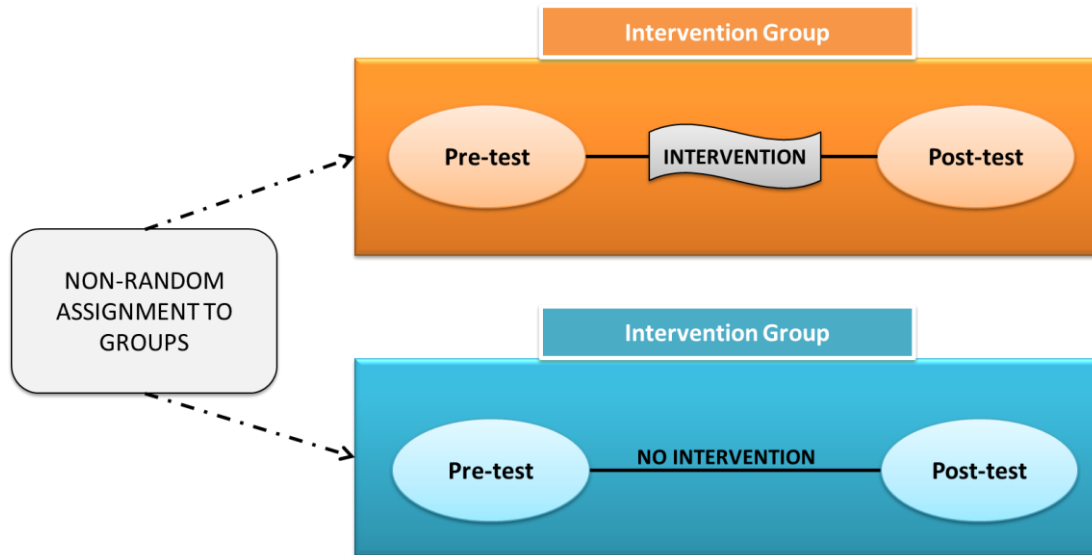 Intervention Group
Pre-test
INTERVENTION
Post-test
NON-RANDOM
ASSIGNMENT TO
GROUPS
Intervention Group
Pre-test
NO INTERVENTION
Post-test